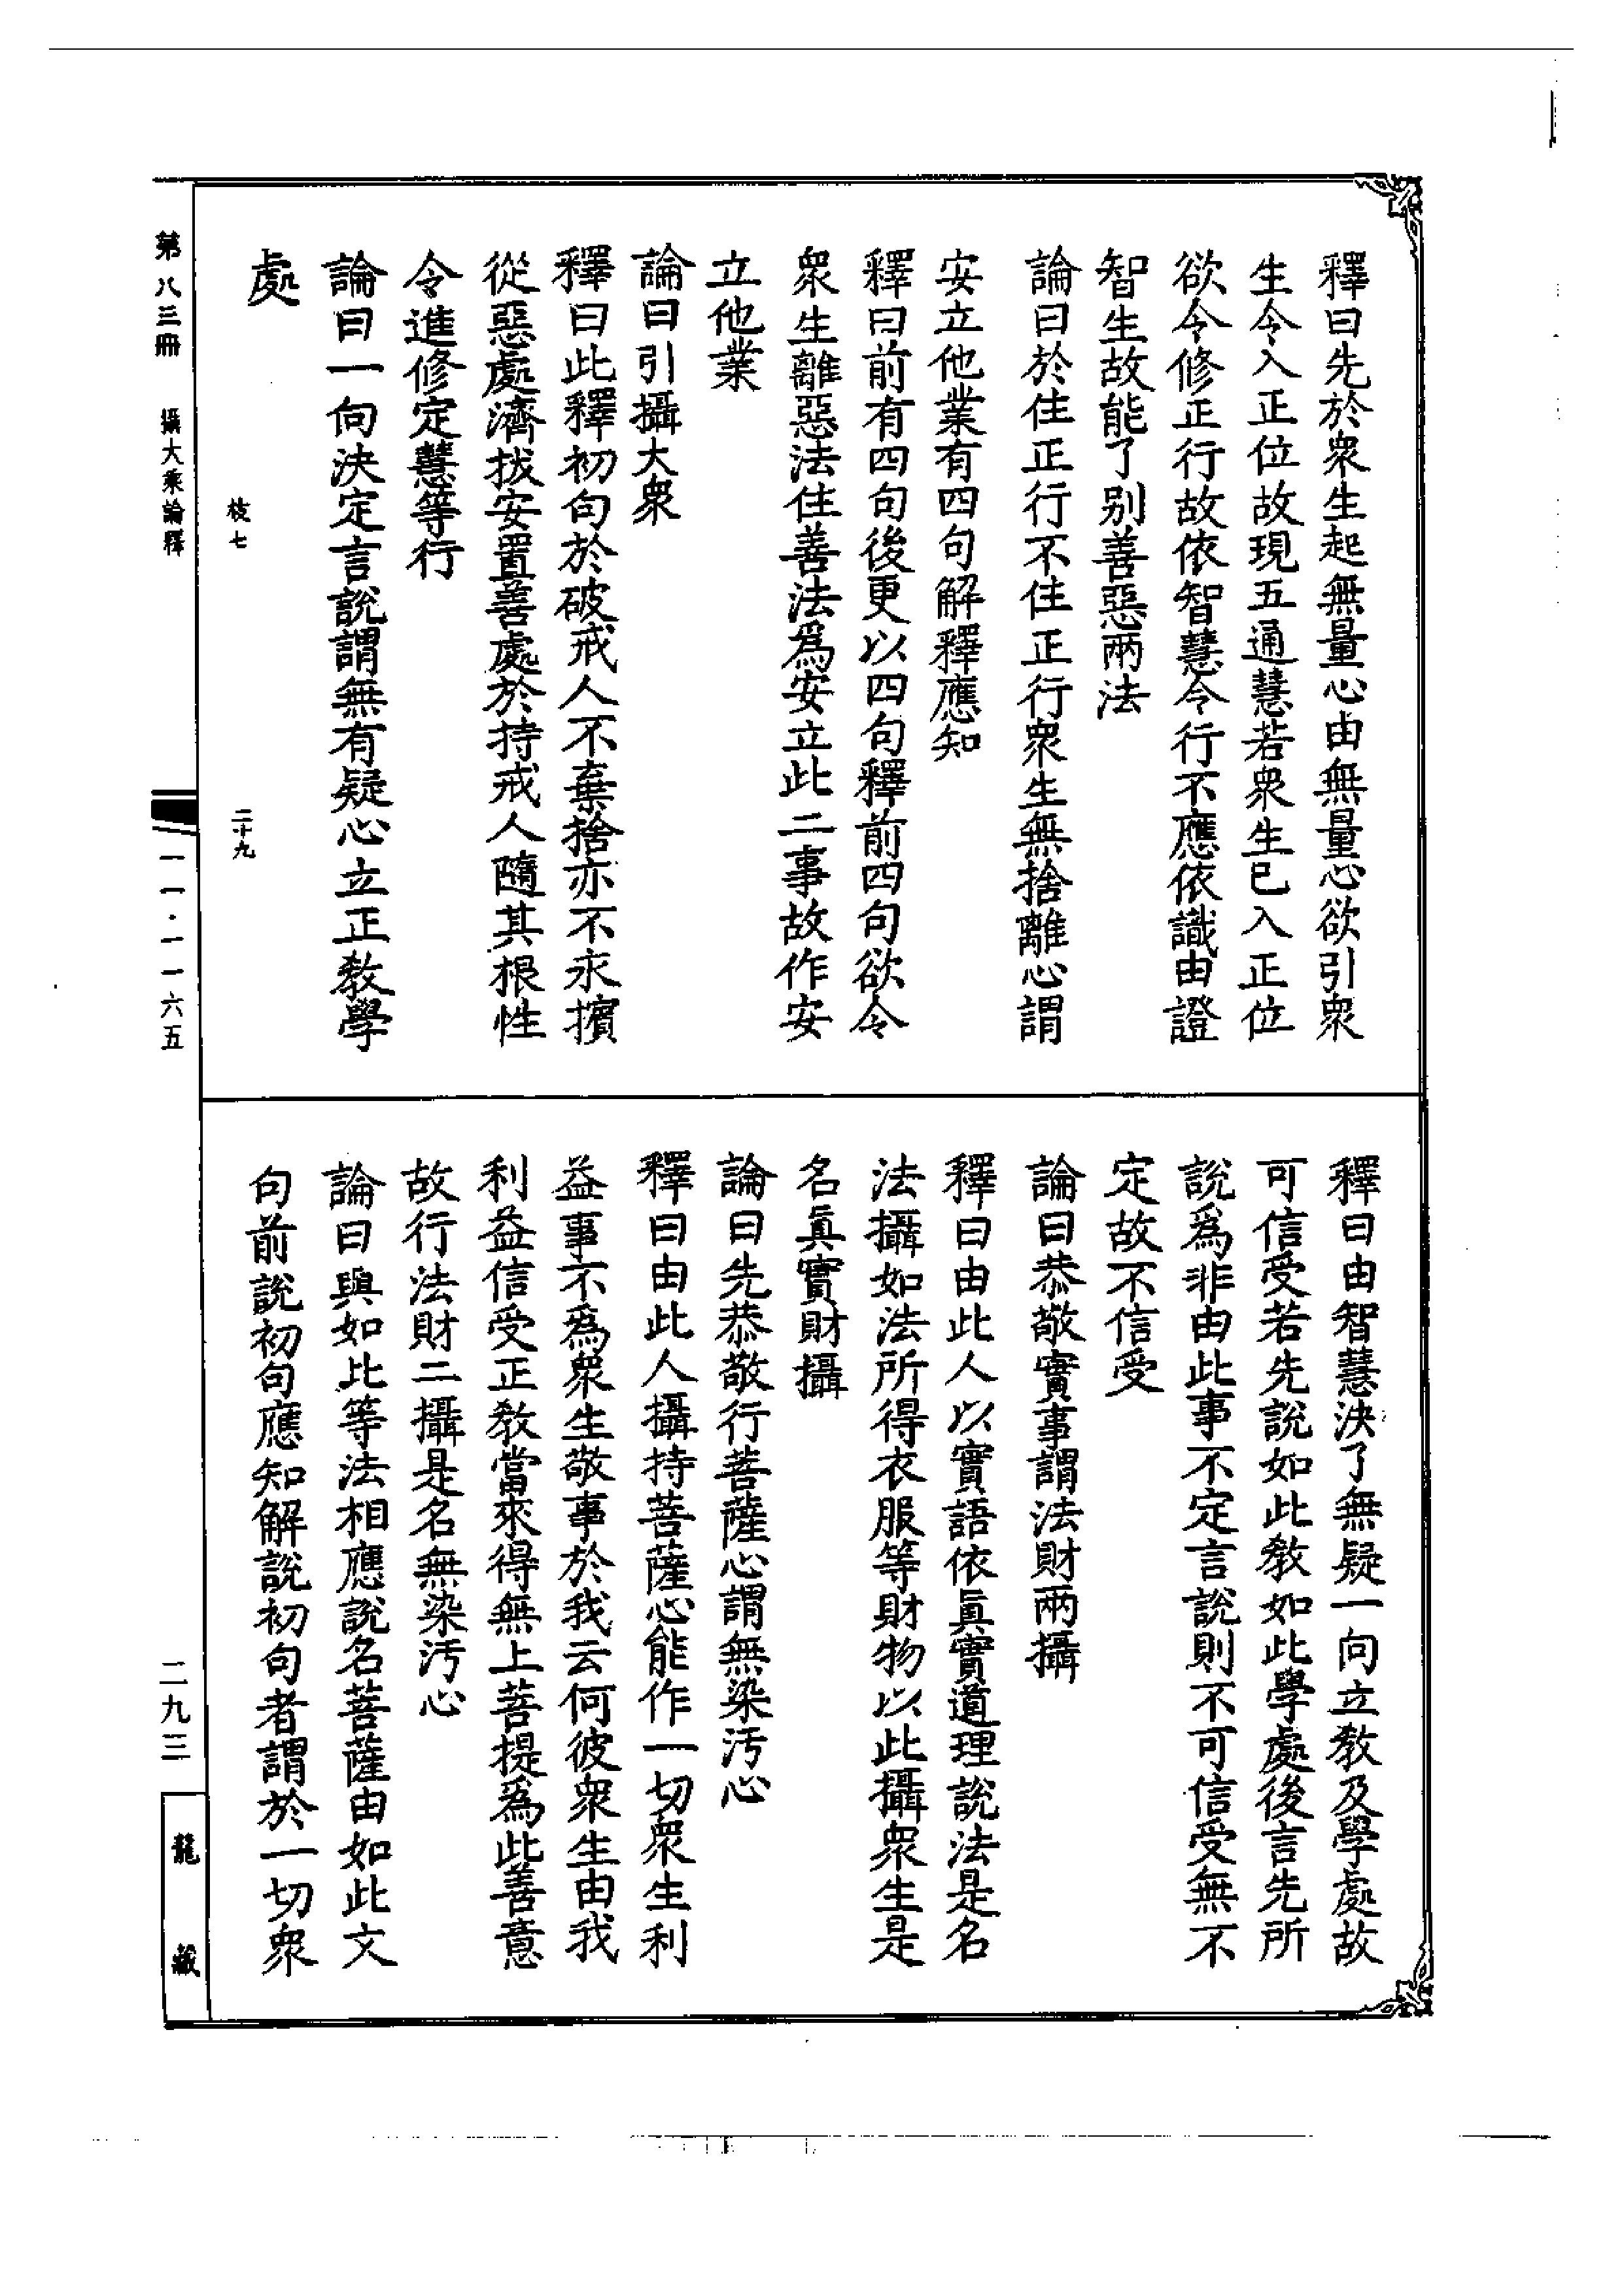 釋曰先於衆生起無量心由無量心欲引衆
生令入正位故現五通慧若衆生已入正位
欲令修正行故依智慧令行不應依識由證
智生故能了别善惡兩法
論曰於住正行不住正行衆生無捨離心謂
安立他業有四句解釋應知
釋曰前有四句後更以四句釋前四句欲令
衆生離惡法住善法爲安立此二事故作安
立他業
論曰引攝大衆
釋曰此釋初句於破戒人不棄捨亦不永擯
從惡處濟拔安置善處於持戒人隨其根性
令進修定慧等行
論曰一向決定言說謂無有疑心立正教學
處
枝七
二十九
釋曰由智慧決了無疑一向立教及學處故
可信受若先說如此教如此學處後言先所
說爲非由此事不定言說則不可信受無不
定故不信受
論曰恭敬實事謂法財兩攝
釋曰由此人以實語依眞實道理說法是名
法攝如法所得衣服等財物以此攝衆生是
名眞實財攝
論曰先恭敬行菩薩心謂無染汚心
釋曰由此人攝持菩薩心能作一切衆生利
益事不爲衆生敬事於我云何彼衆生由我
利益信受正教當來得無上菩提爲此善意
故行法財二攝是名無染汚心
論曰與如此等法相應說名菩薩由如此文
句前說初句應知解說初句者謂於一切衆
第八三冊 攝大乘論釋
一一·一一六五
二九三
龍藏